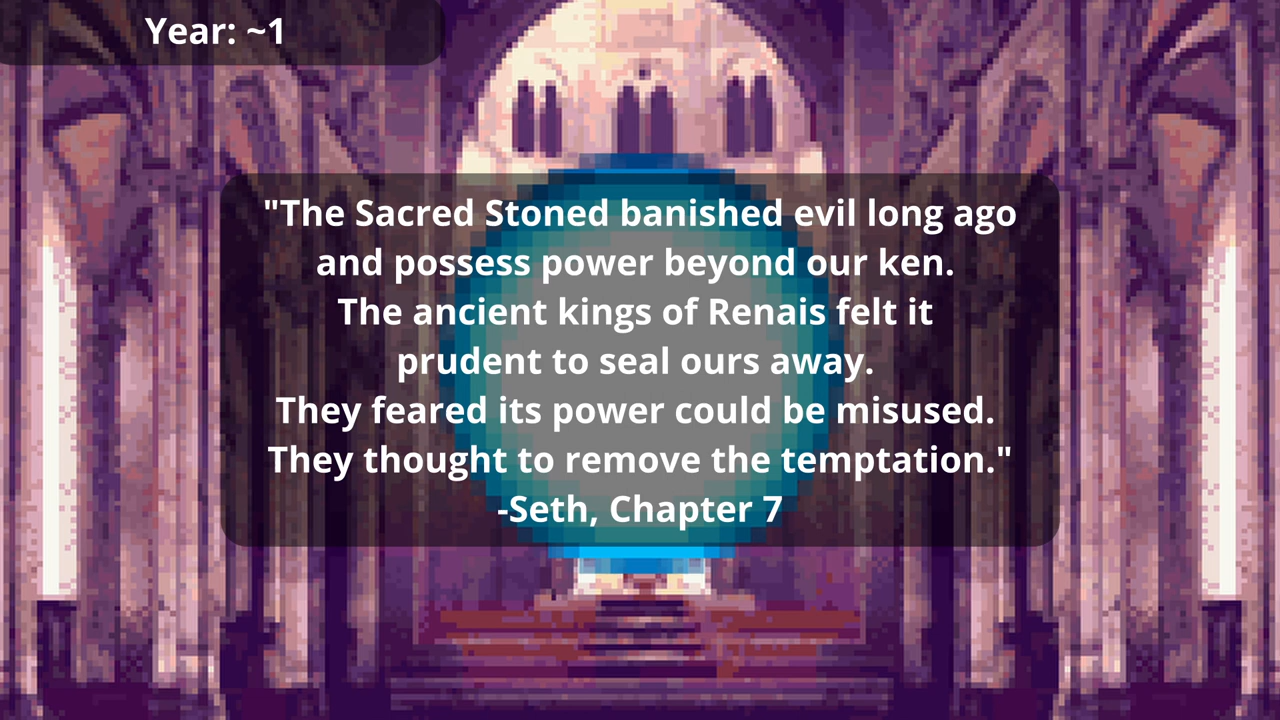 Year: ~1
"The Sacred Stoned banished evil long ago
and possess power beyond our ken.
The ancient kings of Renais felt it
prudent to seal ours away.
They feared its power could be misused.
They thought to remove the temptation."
-Seth, Chapter 7